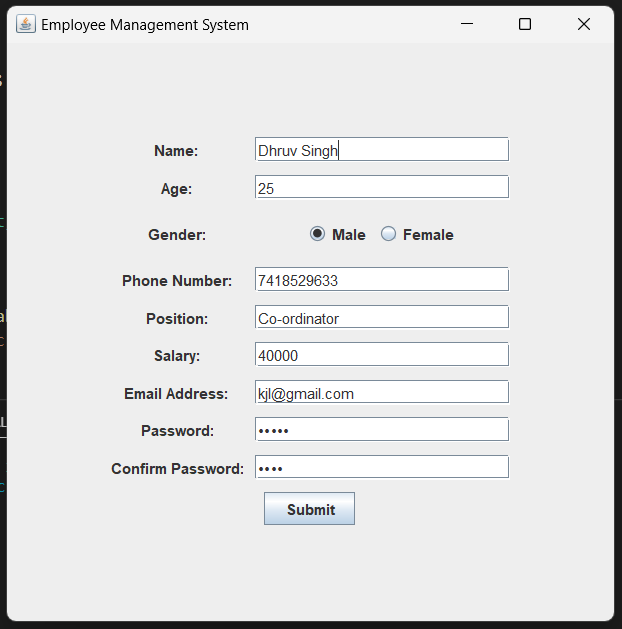 Employee Management System
Name: Dhruv Singh
Age: 25
Gender: Male Female
Phone Number: 7418529633
Position: Co-ordinator
Salary: 40000
Email Address: kjl@gmail.com
Password: •••••
Confirm Password: ••••
Submit